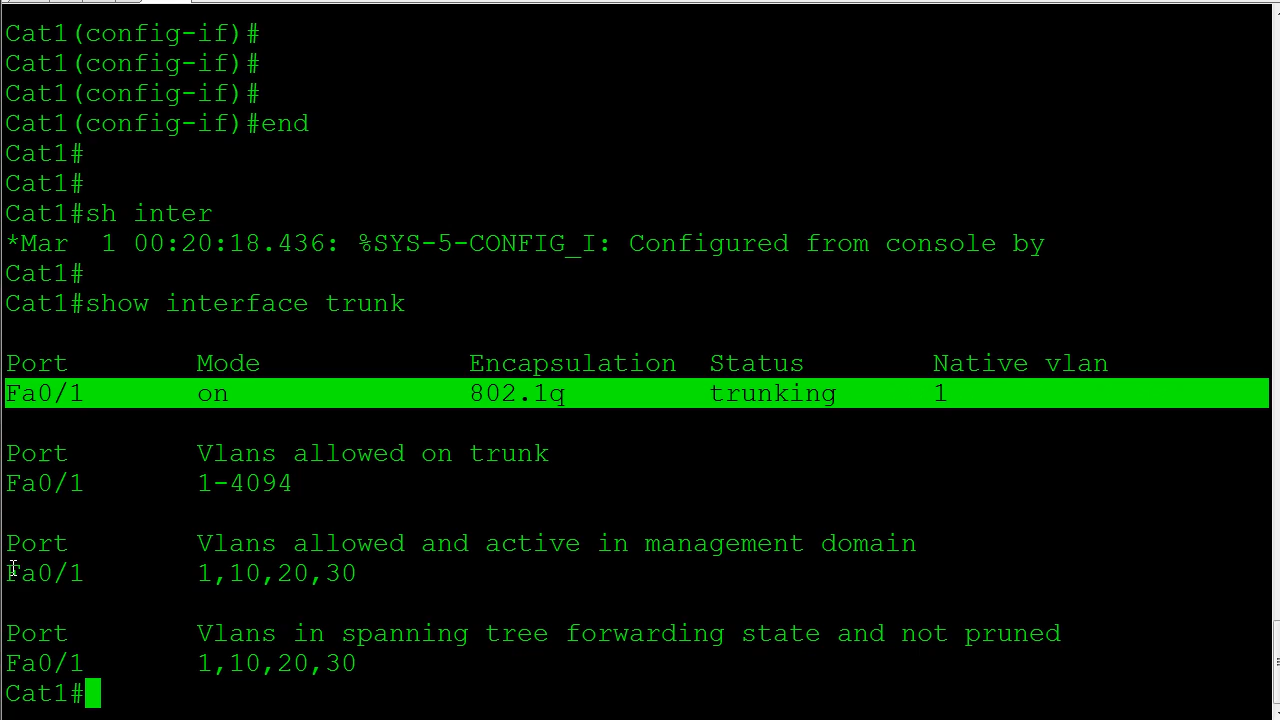 Cat1(config-if)#
Cat1(config-if)#
Cat1(config-if)#
Cat1(config-if)#end
Cat1#
Cat1#
Cat1#sh inter
*Mar  1 00:20:18.436: %SYS-5-CONFIG_I: Configured from console by
Cat1#
Cat1#show interface trunk
Port        Mode             Encapsulation  Status        Native vlan
Fa0/1       on               802.1q         trunking      1
Port        Vlans allowed on trunk
Fa0/1       1-4094
Port        Vlans allowed and active in management domain
Fa0/1       1,10,20,30
Port        Vlans in spanning tree forwarding state and not pruned
Fa0/1       1,10,20,30
Cat1#